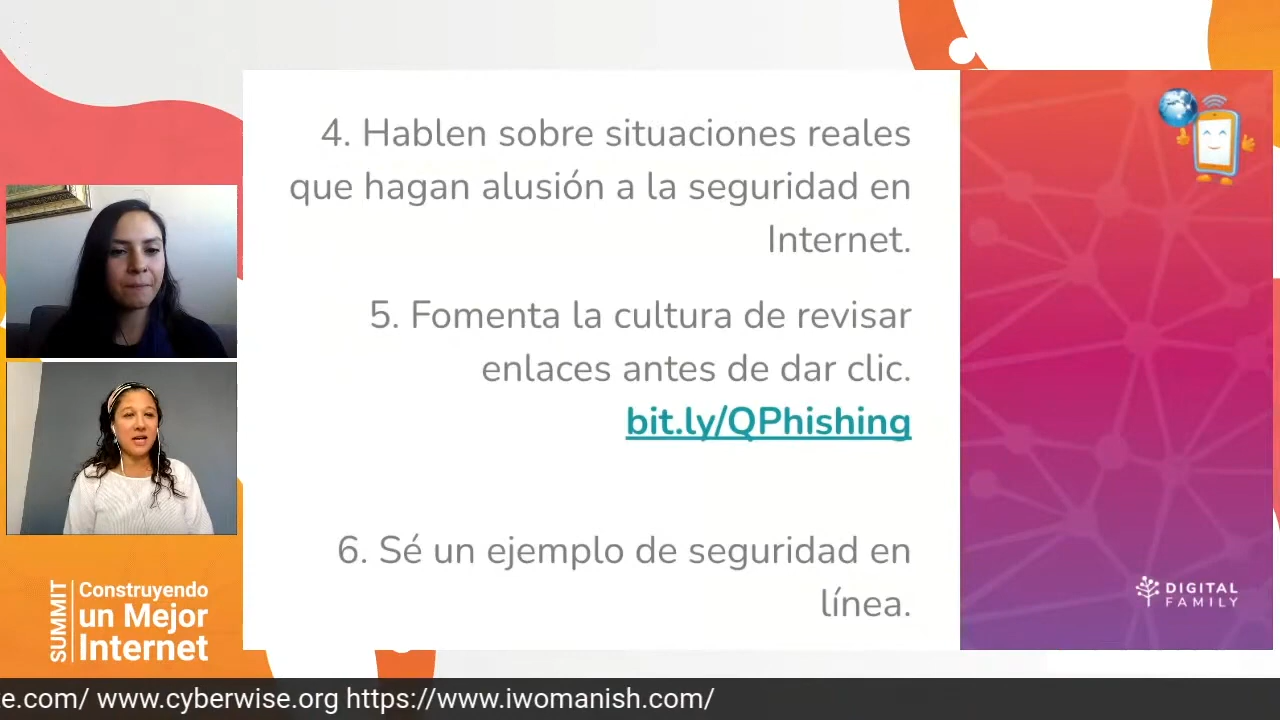 4. Hablen sobre situaciones reales
que hagan alusión a la seguridad en
Internet.
5. Fomenta la cultura de revisar
enlaces antes de dar clic.
bit.ly/QPhishing
6. Sé un ejemplo de seguridad en
línea.
DIGITAL
FAMILY
SUMMIT
Construyendo
un Mejor
Internet
e.com/ www.cyberwise.org https://www.iwomanish.com/